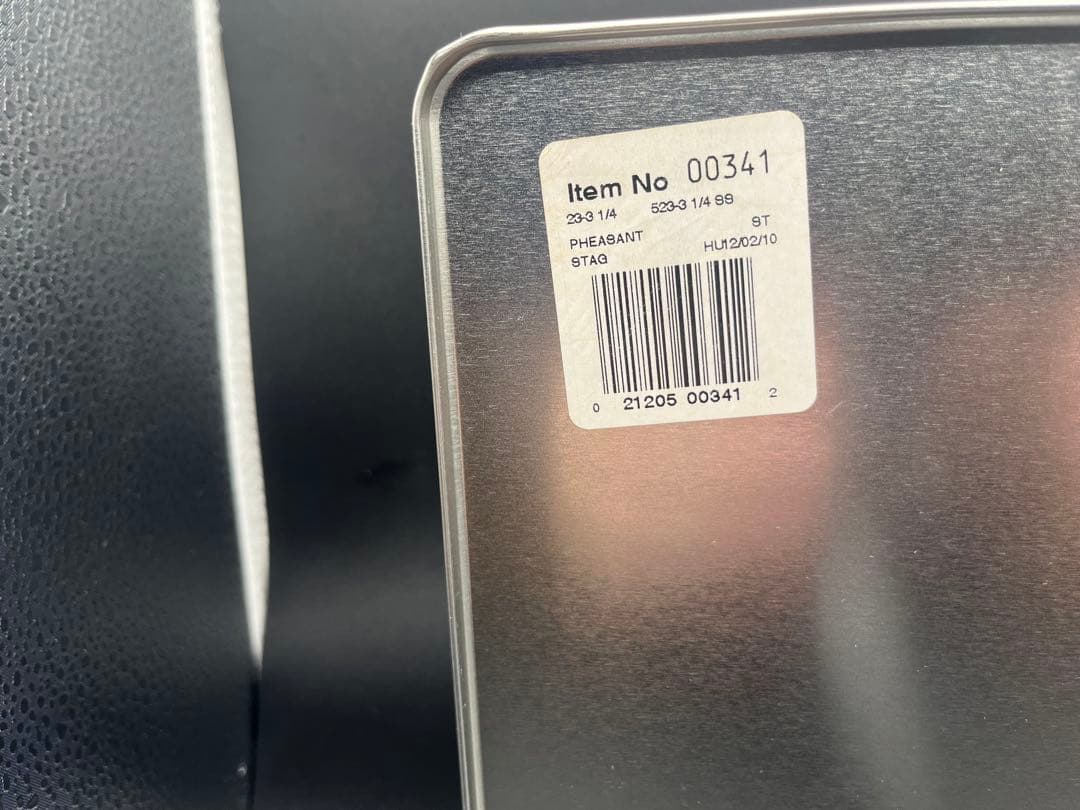 Item No 00341
23-3 1/4 523-3 1/4 SS
PHEASANT ST
STAG HU12/02/10
0 21205 00341 2